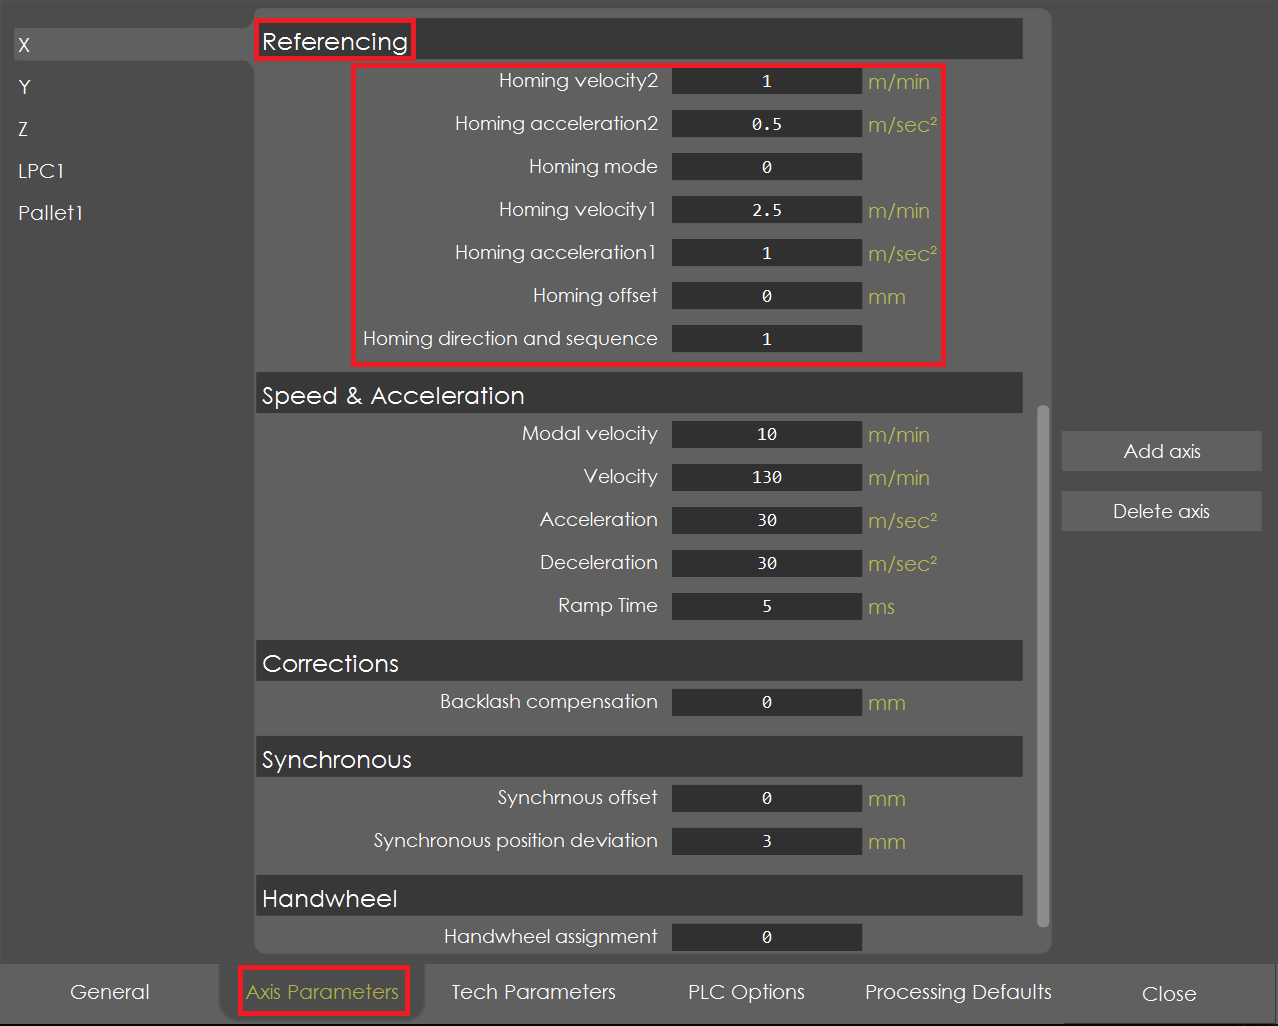 X
Y
Z
LPC1
Pallet1
Referencing
Homing velocity2 1 m/min
Homing acceleration2 0.5 m/sec²
Homing mode 0
Homing velocity1 2.5 m/min
Homing acceleration1 1 m/sec²
Homing offset 0 mm
Homing direction and sequence 1
Speed & Acceleration
Modal velocity 10 m/min
Velocity 130 m/min
Acceleration 30 m/sec²
Deceleration 30 m/sec²
Ramp Time 5 ms
Corrections
Backlash compensation 0 mm
Synchronous
Synchrnous offset 0 mm
Synchronous position deviation 3 mm
Handwheel
Handwheel assignment 0
Add axis
Delete axis
General Axis Parameters Tech Parameters PLC Options Processing Defaults Close